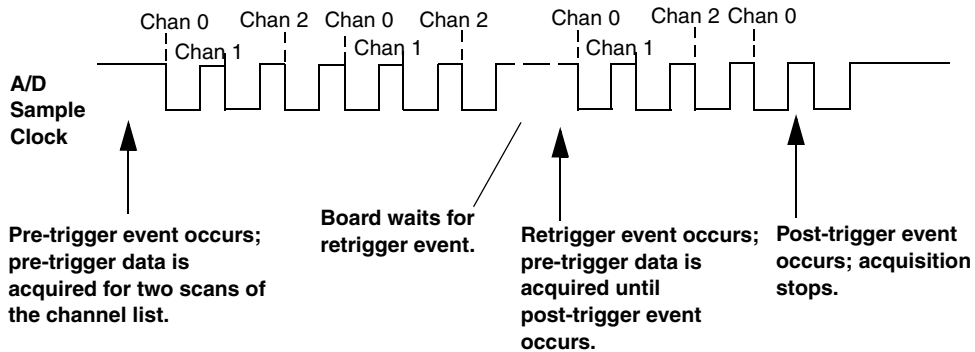 Chan 0 Chan 2 Chan 0 Chan 2 Chan 0 Chan 2 Chan 0
Chan 1 Chan 1 Chan 1
A/D
Sample
Clock
Pre-trigger event occurs;
pre-trigger data is
acquired for two scans of
the channel list.
Board waits for
retrigger event.
Retrigger event occurs;
pre-trigger data is
acquired until
post-trigger event
occurs.
Post-trigger event
occurs; acquisition
stops.